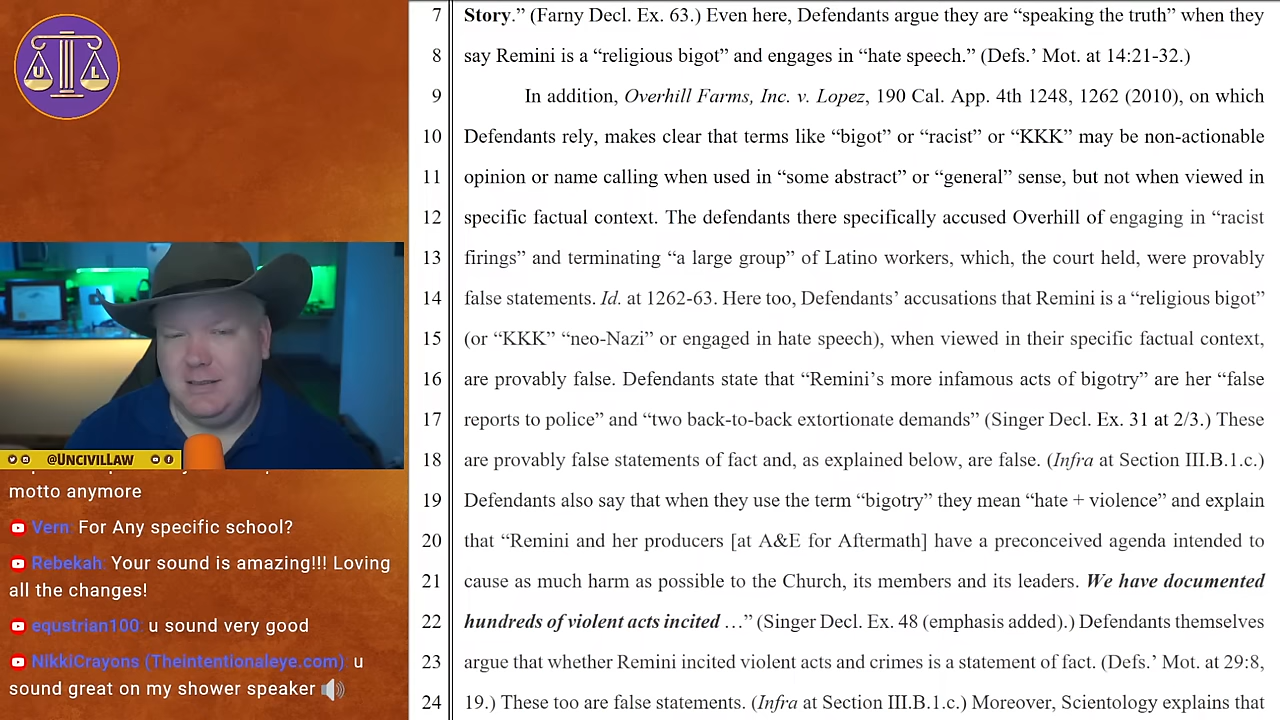 U L
@UNCIVILLAW
motto anymore
Vern: For Any specific school?
Rebekah: Your sound is amazing!!! Loving
all the changes!
equstrian100: u sound very good
NikkiCrayons (Theintentionaleye.com): u
sound great on my shower speaker 🔊
7 Story.” (Farny Decl. Ex. 63.) Even here, Defendants argue they are “speaking the truth” when they
8 say Remini is a “religious bigot” and engages in “hate speech.” (Defs.’ Mot. at 14:21-32.)
9 In addition, Overhill Farms, Inc. v. Lopez, 190 Cal. App. 4th 1248, 1262 (2010), on which
10 Defendants rely, makes clear that terms like “bigot” or “racist” or “KKK” may be non-actionable
11 opinion or name calling when used in “some abstract” or “general” sense, but not when viewed in
12 specific factual context. The defendants there specifically accused Overhill of engaging in “racist
13 firings” and terminating “a large group” of Latino workers, which, the court held, were provably
14 false statements. Id. at 1262-63. Here too, Defendants’ accusations that Remini is a “religious bigot”
15 (or “KKK” “neo-Nazi” or engaged in hate speech), when viewed in their specific factual context,
16 are provably false. Defendants state that “Remini’s more infamous acts of bigotry” are her “false
17 reports to police” and “two back-to-back extortionate demands” (Singer Decl. Ex. 31 at 2/3.) These
18 are provably false statements of fact and, as explained below, are false. (Infra at Section III.B.1.c.)
19 Defendants also say that when they use the term “bigotry” they mean “hate + violence” and explain
20 that “Remini and her producers [at A&E for Aftermath] have a preconceived agenda intended to
21 cause as much harm as possible to the Church, its members and its leaders. We have documented
22 hundreds of violent acts incited …” (Singer Decl. Ex. 48 (emphasis added).) Defendants themselves
23 argue that whether Remini incited violent acts and crimes is a statement of fact. (Defs.’ Mot. at 29:8,
24 19.) These too are false statements. (Infra at Section III.B.1.c.) Moreover, Scientology explains that